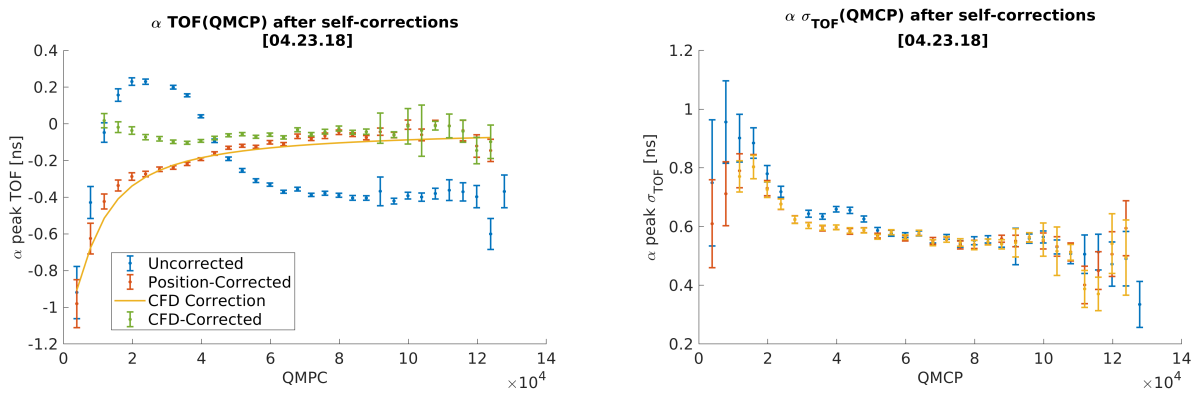 α TOF(QMCP) after self-corrections
[04.23.18]
α peak TOF [ns]
0.4
0.2
0
-0.2
-0.4
-0.6
-0.8
-1
-1.2
Uncorrected
Position-Corrected
CFD Correction
CFD-Corrected
0 2 4 6 8 10 12 14
QMPC
×10^4
α σ_TOF(QMCP) after self-corrections
[04.23.18]
α peak σ_TOF [ns]
1.2
1
0.8
0.6
0.4
0.2
0 2 4 6 8 10 12 14
QMCP
×10^4